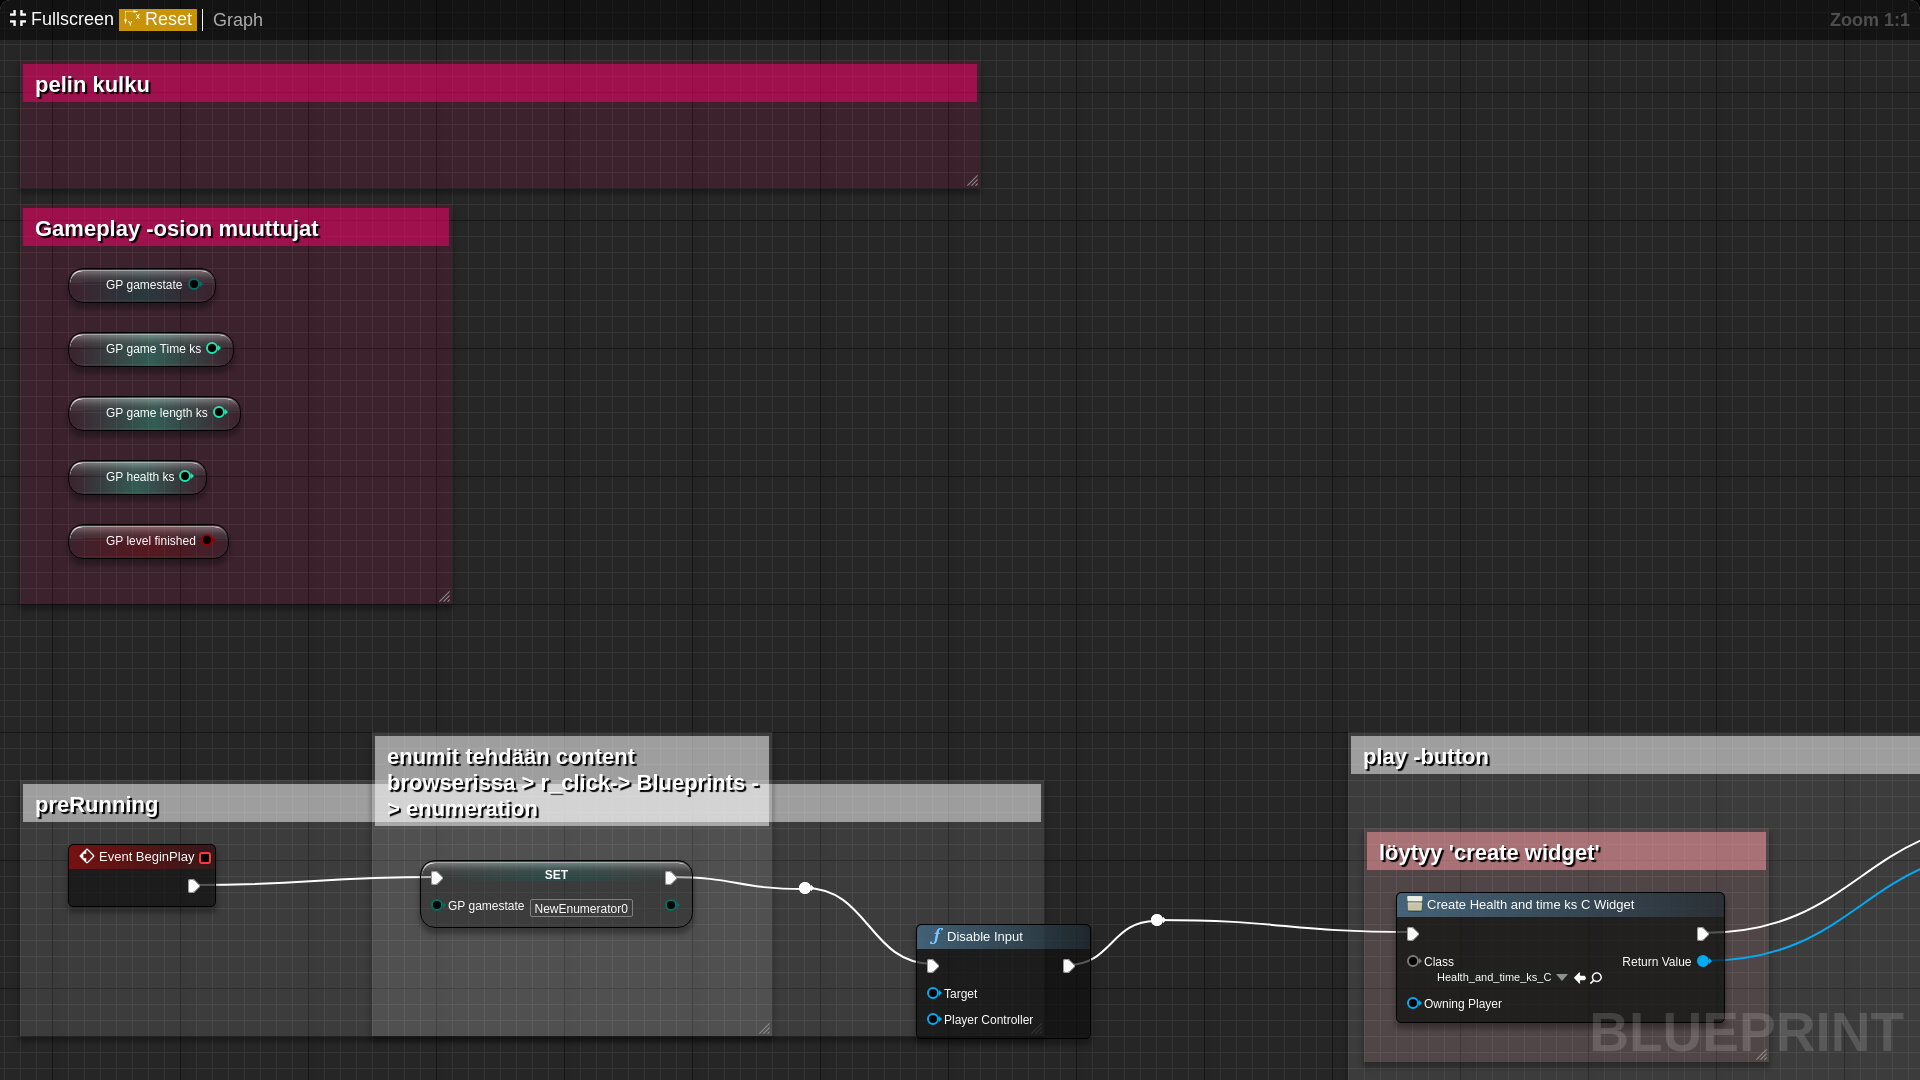 Fullscreen Reset Graph Zoom 1:1
pelin kulku
Gameplay -osion muuttujat
GP gamestate
GP game Time ks
GP game length ks
GP health ks
GP level finished
enumit tehdään content
browserissa > r_click-> Blueprints -
> enumeration
preRunning
Event BeginPlay
SET
GP gamestate NewEnumerator0
Disable Input
Target
Player Controller
play -button
löytyy 'create widget'
Create Health and time ks C Widget
Class Return Value
Health_and_time_ks_C
Owning Player
BLUEPRINT